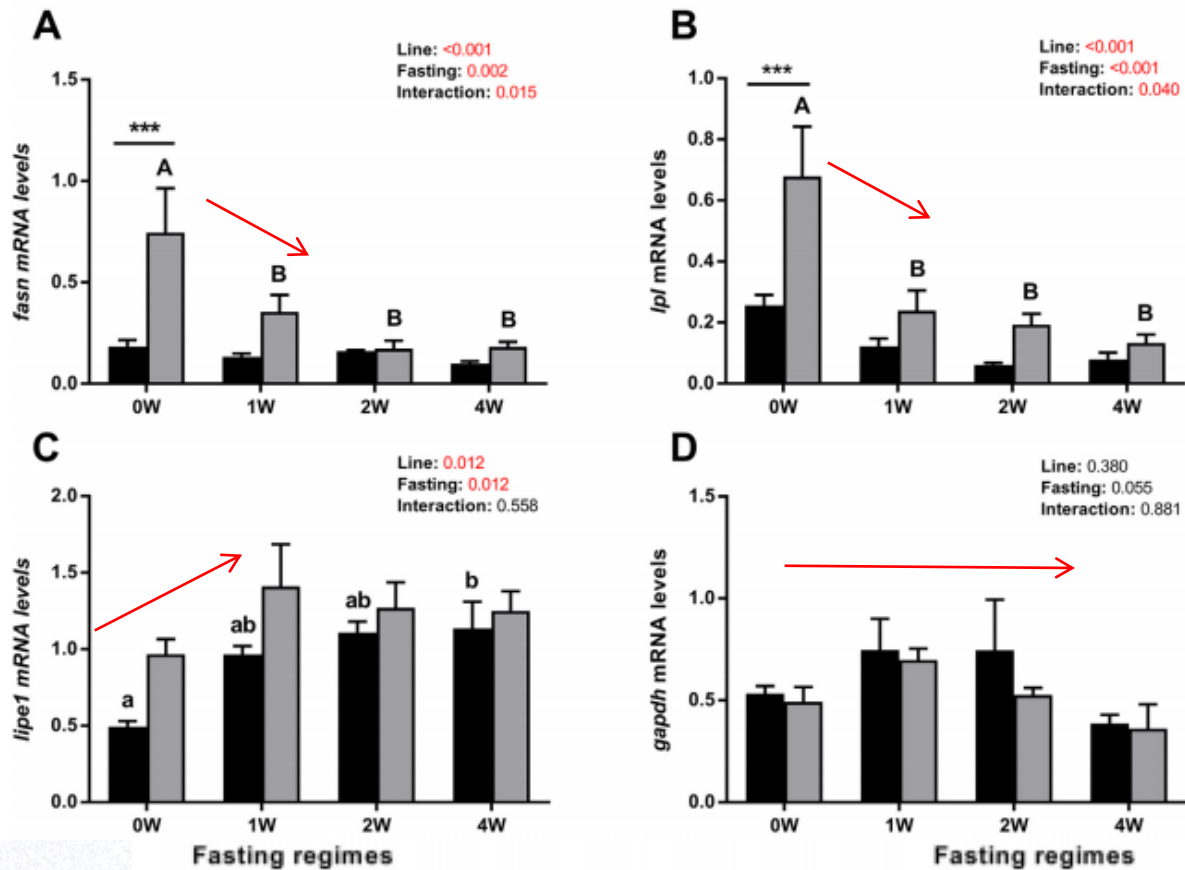 A
Line: <0.001
Fasting: 0.002
Interaction: 0.015
fasn mRNA levels
1.5
1.0
0.5
0.0
***
A
B
B
B
0W 1W 2W 4W
B
Line: <0.001
Fasting: <0.001
Interaction: 0.040
lpl mRNA levels
1.0
0.8
0.6
0.4
0.2
0.0
***
A
B
B
B
0W 1W 2W 4W
C
Line: 0.012
Fasting: 0.012
Interaction: 0.558
lipe1 mRNA levels
2.0
1.5
1.0
0.5
0.0
a
ab
ab
b
0W 1W 2W 4W
Fasting regimes
D
Line: 0.380
Fasting: 0.055
Interaction: 0.881
gapdh mRNA levels
1.5
1.0
0.5
0.0
0W 1W 2W 4W
Fasting regimes